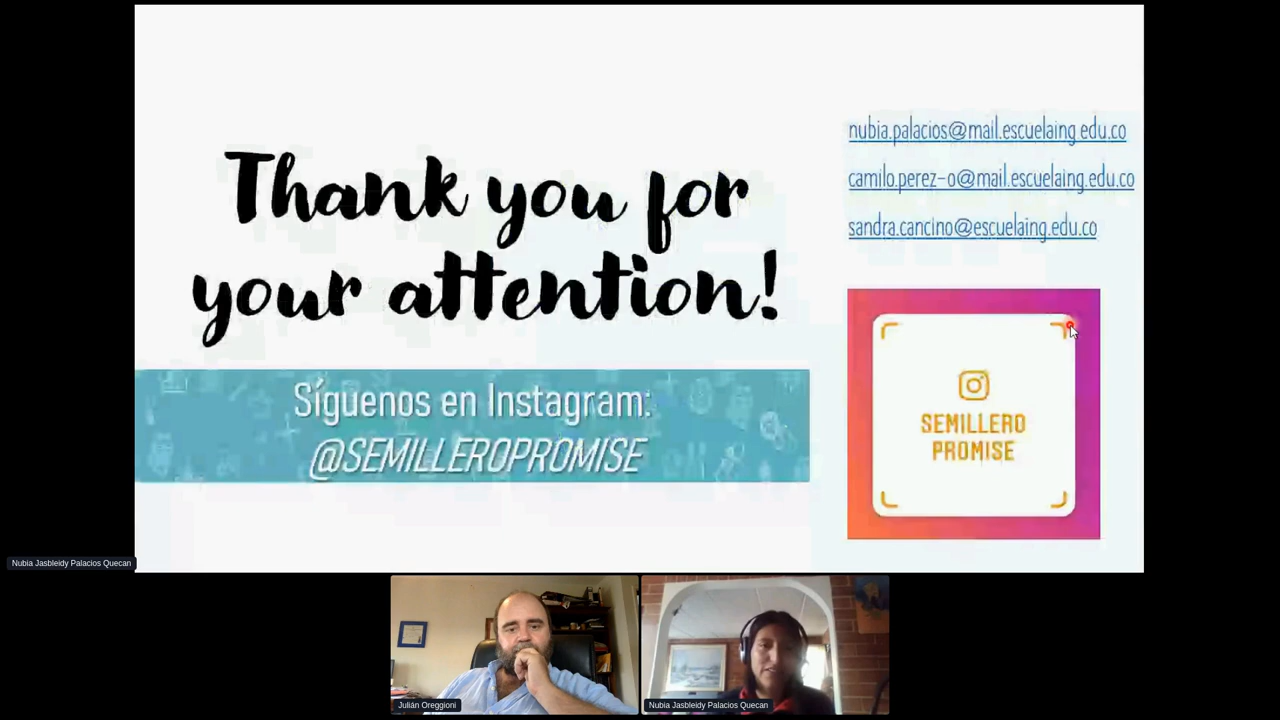 Thank you for
your attention!
Síguenos en Instagram:
@SEMILLEROPROMISE
nubia.palacios@mail.escuelaing.edu.co
camilo.perez-o@mail.escuelaing.edu.co
sandra.cancino@escuelaing.edu.co
SEMILLERO
PROMISE
Nubia Jasbleidy Palacios Quecan
Julián Oreggioni
Nubia Jasbleidy Palacios Quecan